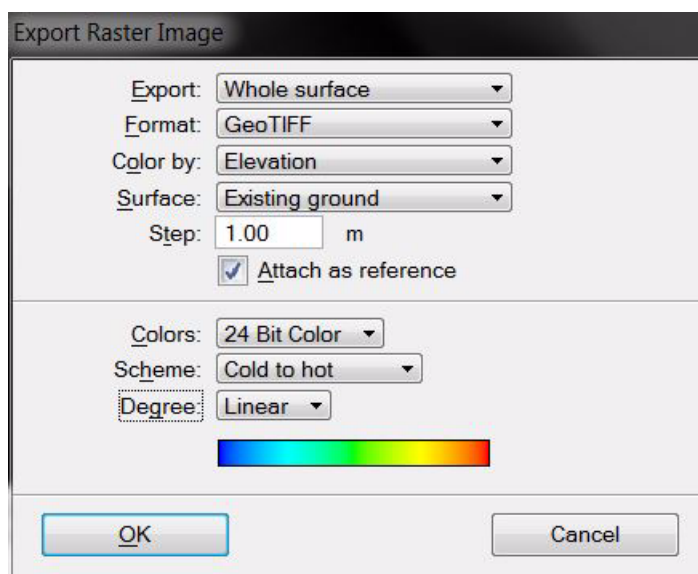 Export Raster Image
Export: Whole surface
Format: GeoTIFF
Color by: Elevation
Surface: Existing ground
Step: 1.00 m
Attach as reference
Colors: 24 Bit Color
Scheme: Cold to hot
Degree: Linear
OK Cancel